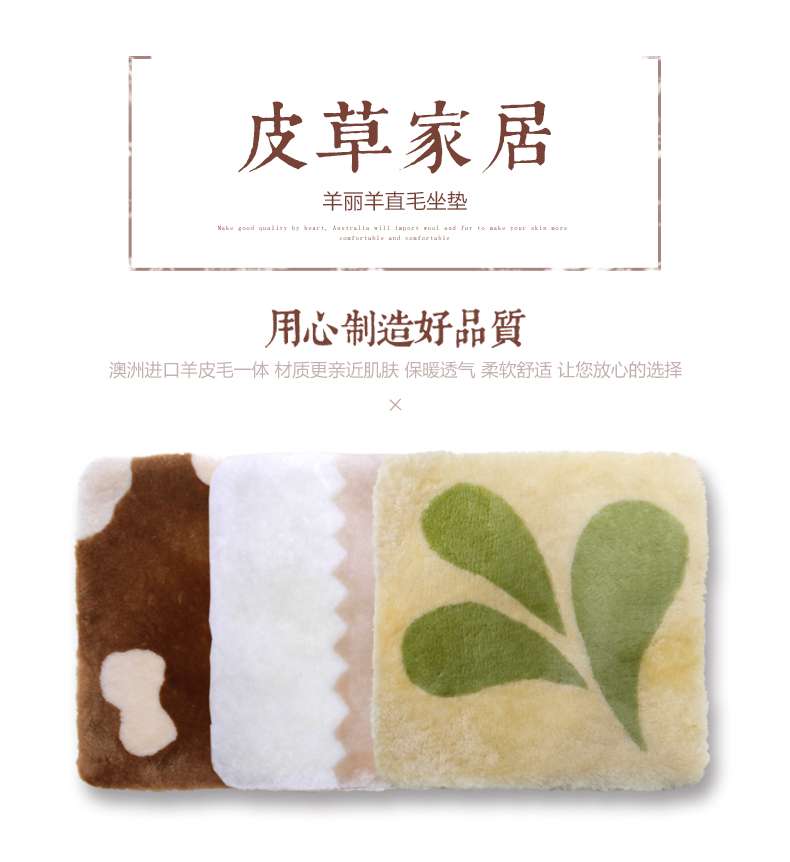 皮草家居
羊丽羊直毛坐垫
Make good quality by heart, Australia will import wool and fur to make your skin more
comfortable and comfortable
用心制造好品質
澳洲进口羊皮毛一体 材质更亲近肌肤 保暖透气 柔软舒适 让您放心的选择
×